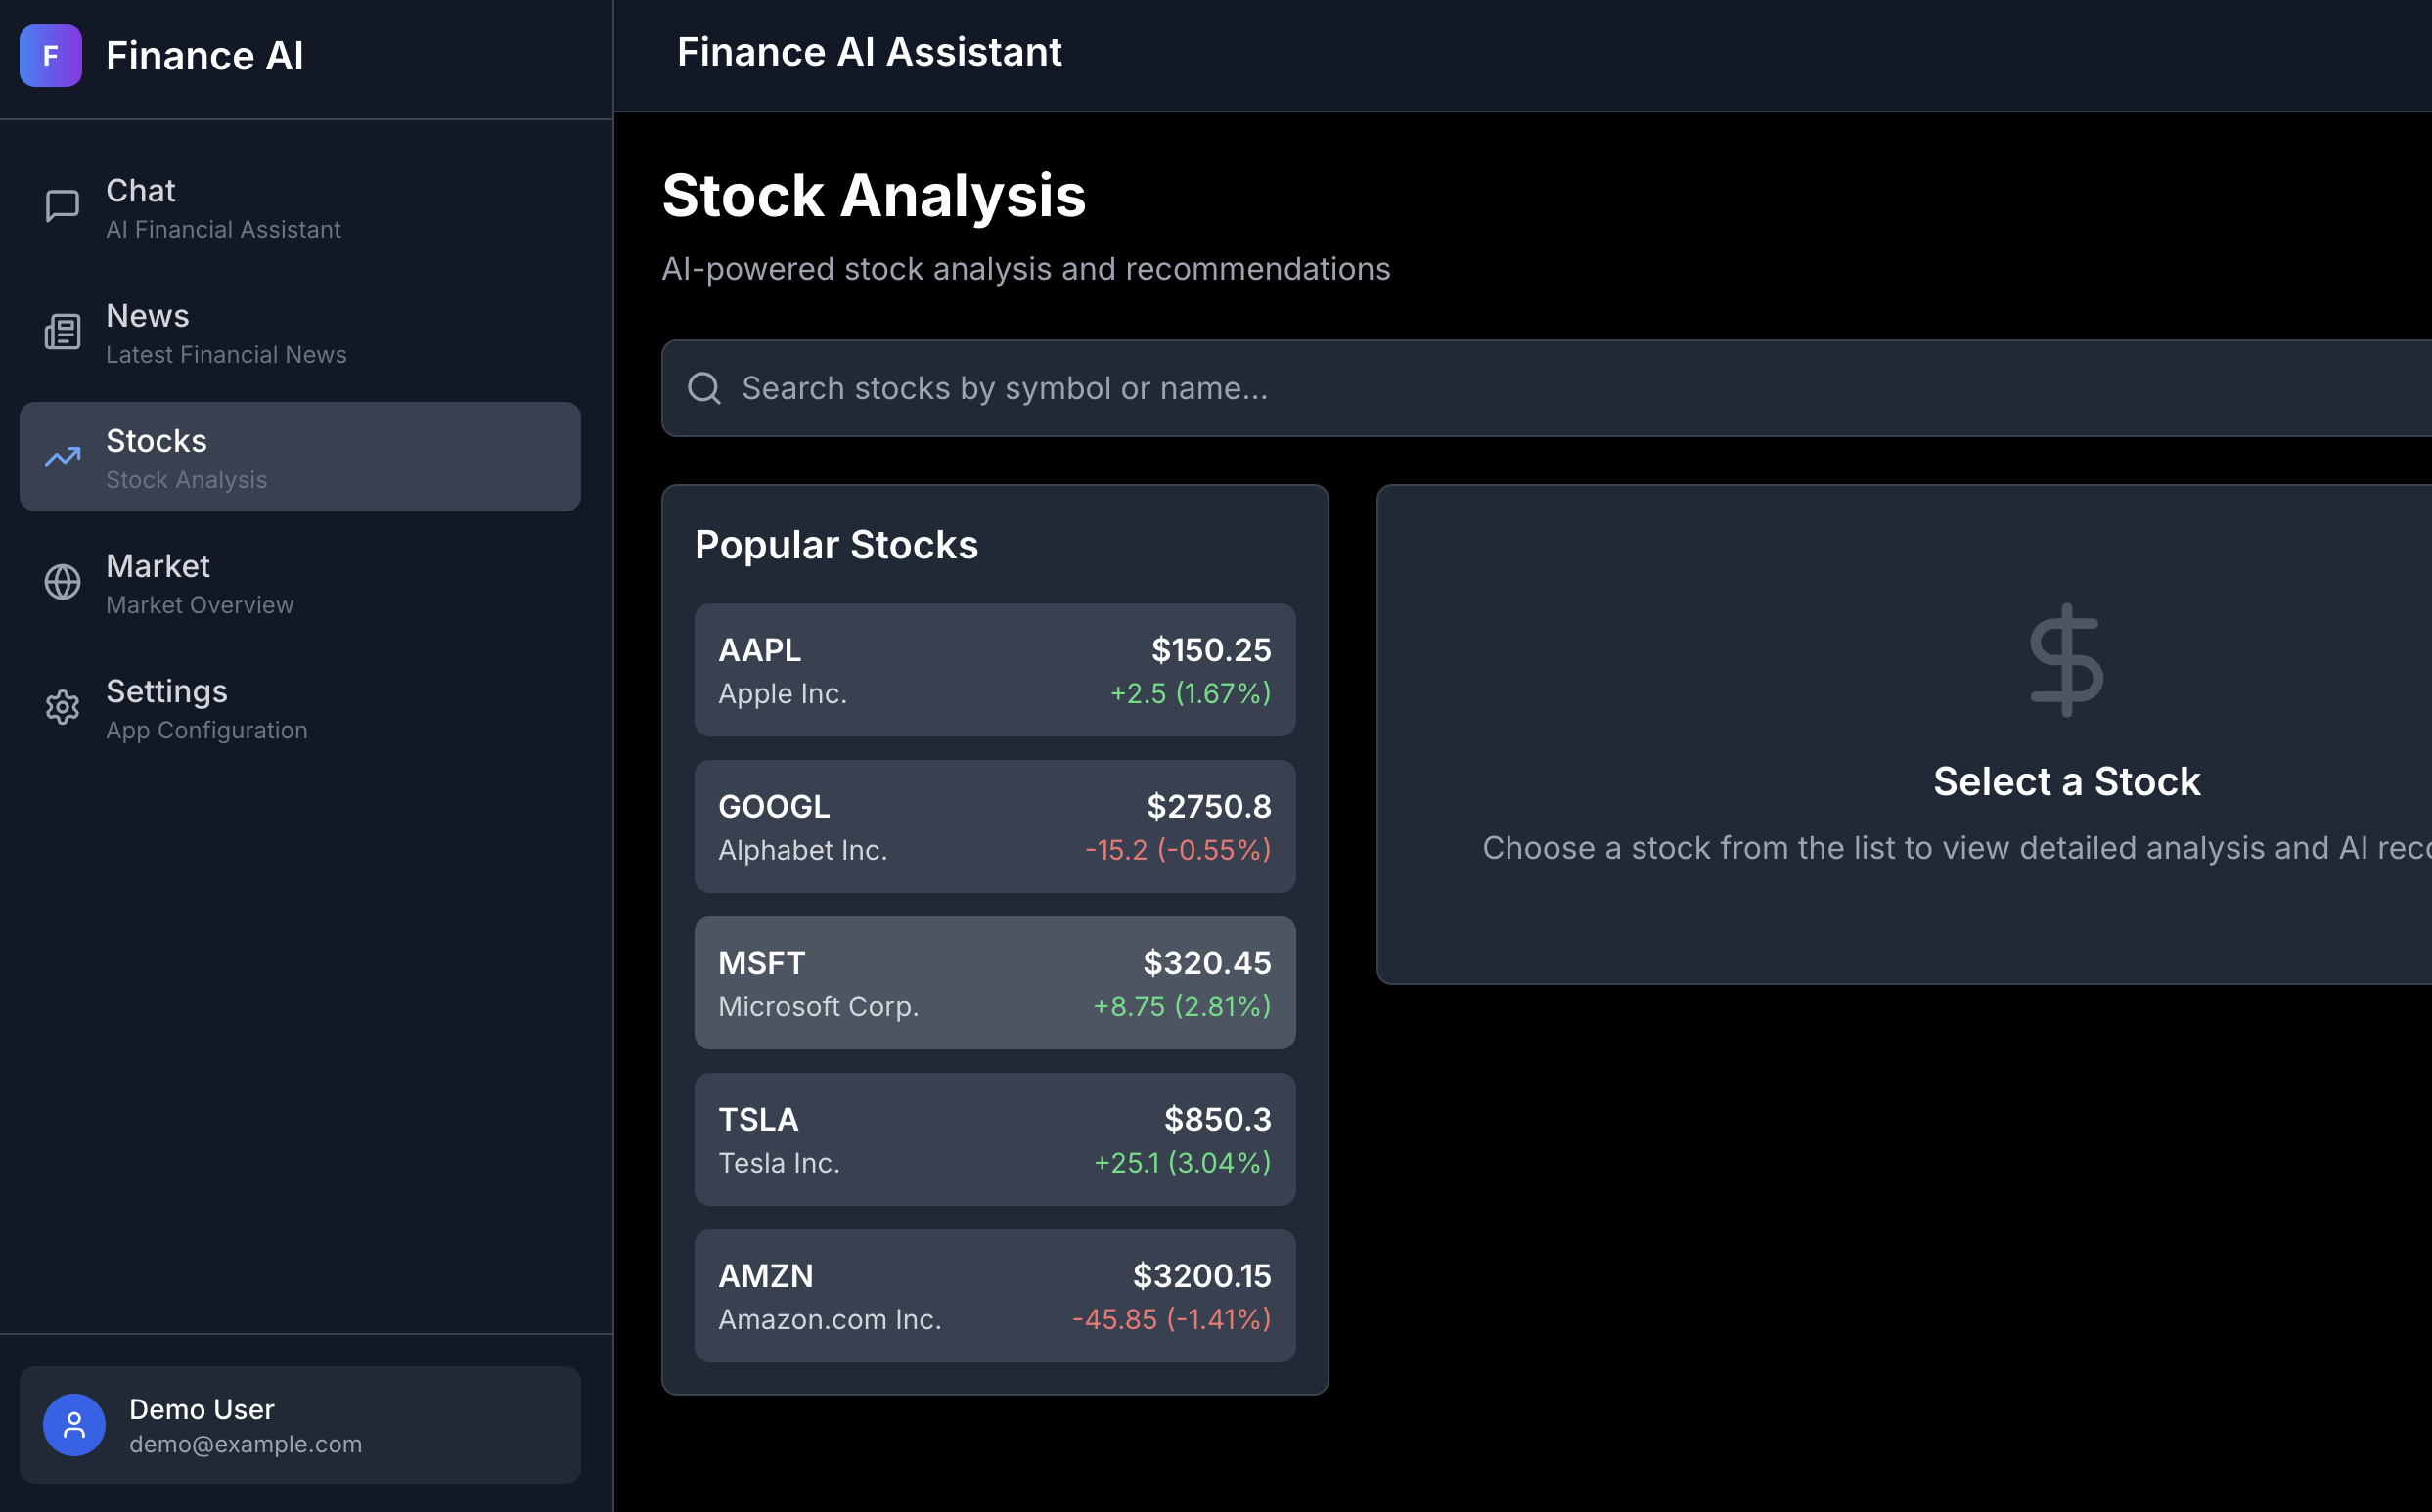 F
Finance AI
Chat
AI Financial Assistant
News
Latest Financial News
Stocks
Stock Analysis
Market
Market Overview
Settings
App Configuration
Demo User
demo@example.com
Finance AI Assistant
Stock Analysis
AI-powered stock analysis and recommendations
Search stocks by symbol or name...
Popular Stocks
AAPL $150.25
Apple Inc. +2.5 (1.67%)
GOOGL $2750.8
Alphabet Inc. -15.2 (-0.55%)
MSFT $320.45
Microsoft Corp. +8.75 (2.81%)
TSLA $850.3
Tesla Inc. +25.1 (3.04%)
AMZN $3200.15
Amazon.com Inc. -45.85 (-1.41%)
Select a Stock
Choose a stock from the list to view detailed analysis and AI